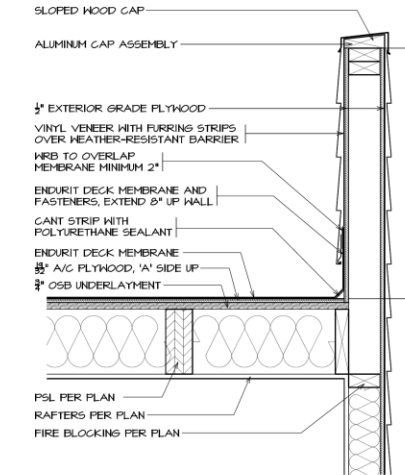 SLOPED WOOD CAP
ALUMINUM CAP ASSEMBLY
½" EXTERIOR GRADE PLYWOOD
VINYL VENEER WITH FURRING STRIPS
OVER WEATHER-RESISTANT BARRIER
WRB TO OVERLAP
MEMBRANE MINIMUM 2"
ENDURIT DECK MEMBRANE AND
FASTENERS, EXTEND 8" UP WALL
CANT STRIP WITH
POLYURETHANE SEALANT
ENDURIT DECK MEMBRANE
A/C PLYWOOD, 'A' SIDE UP
OSB UNDERLAYMENT
PSL PER PLAN
RAFTERS PER PLAN
FIRE BLOCKING PER PLAN